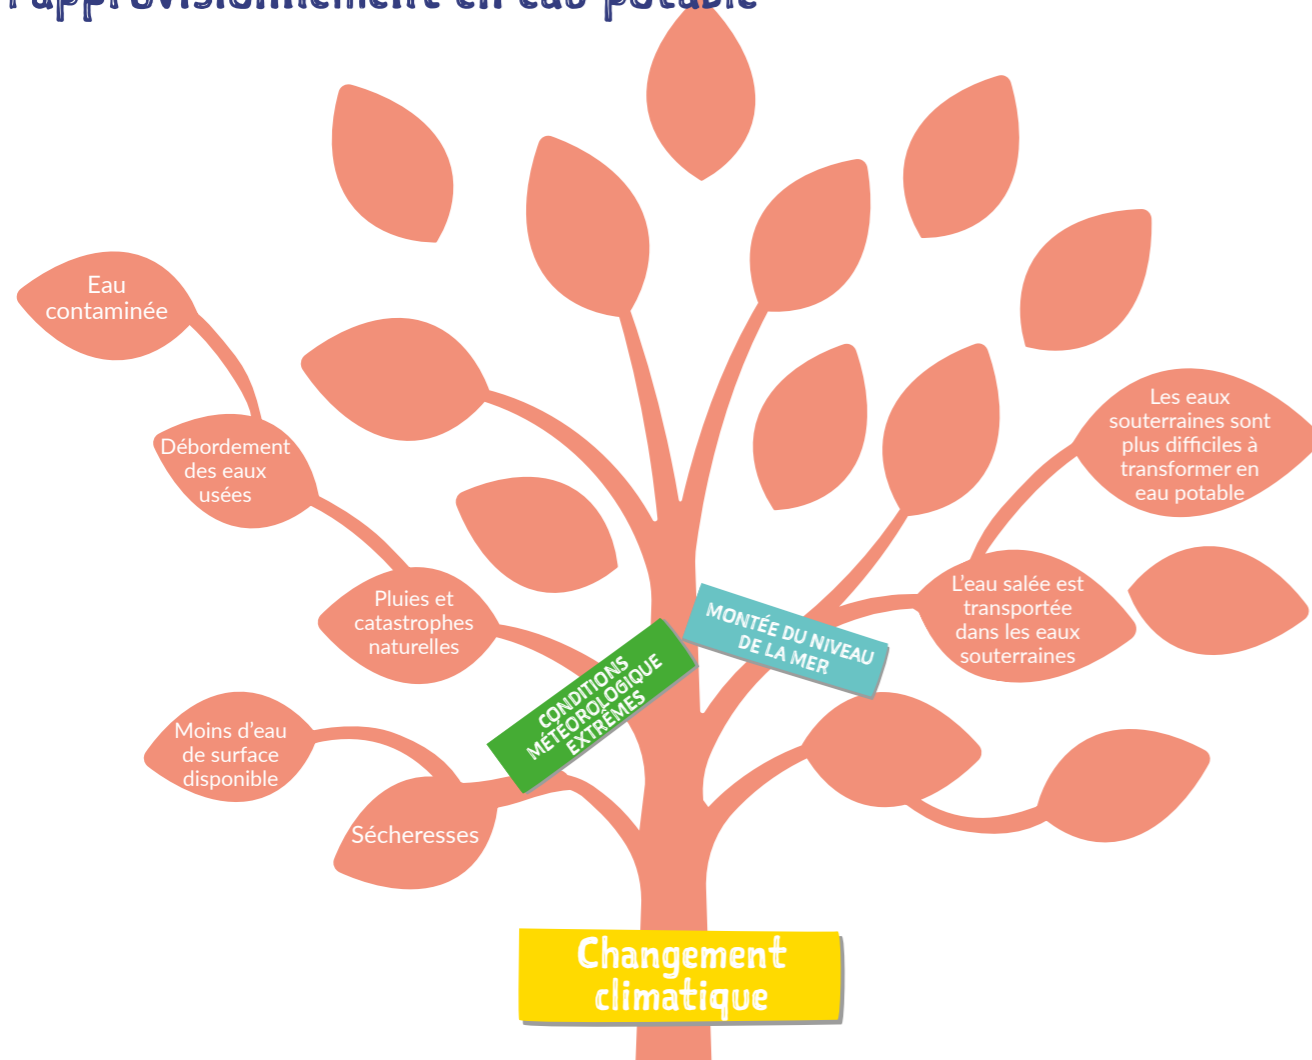 l'approvisionnement en eau potable
Eau
contaminée
Débordement
des eaux
usées
Pluies et
catastrophes
naturelles
Moins d'eau
de surface
disponible
Sécheresses
CONDITIONS
MÉTÉOROLOGIQUE
EXTRÊMES
MONTÉE DU NIVEAU
DE LA MER
Les eaux
souterraines sont
plus difficiles à
transformer en
eau potable
L'eau salée est
transportée
dans les eaux
souterraines
Changement
climatique